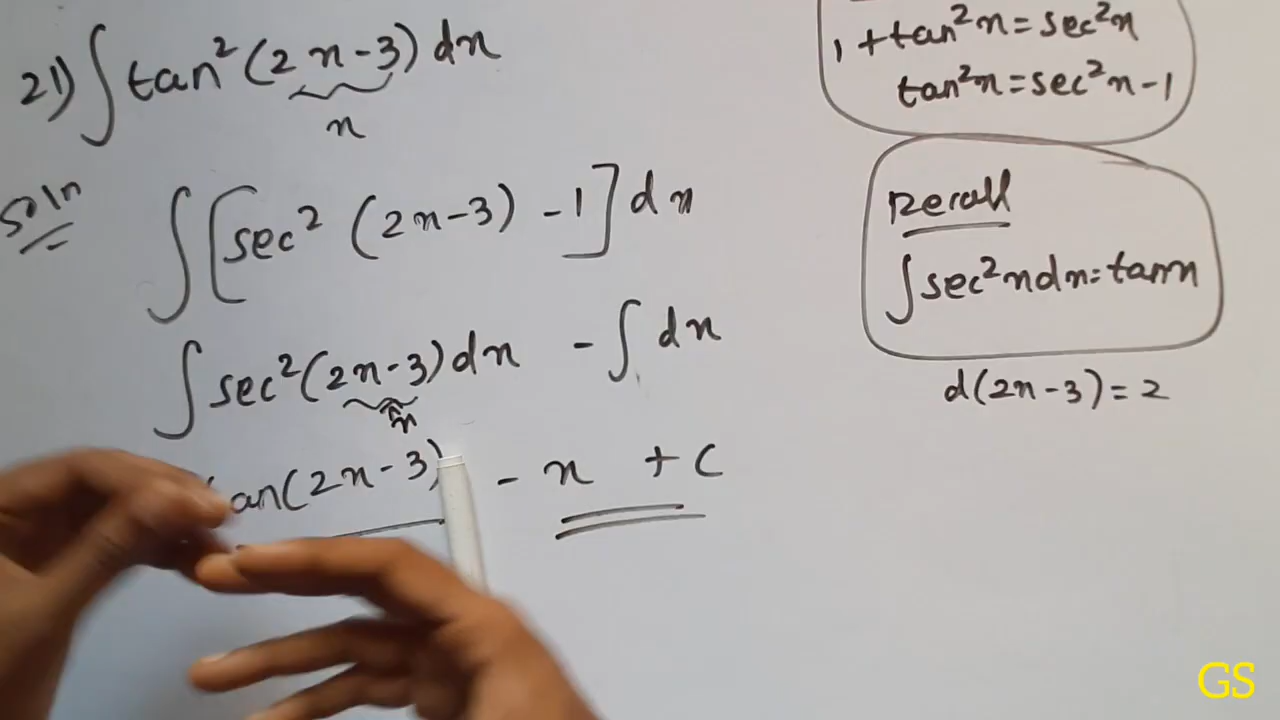 21) ∫ tan²(2x-3) dx
x
Soln
∫ [sec² (2x-3) -1] dx
∫ sec²(2x-3) dx - ∫ dx
x
tan(2x-3) - x + c
1 + tan²x = sec²x
tan²x = sec²x - 1
Recall
∫ sec²x dx = tanx
d(2x-3) = 2
GS